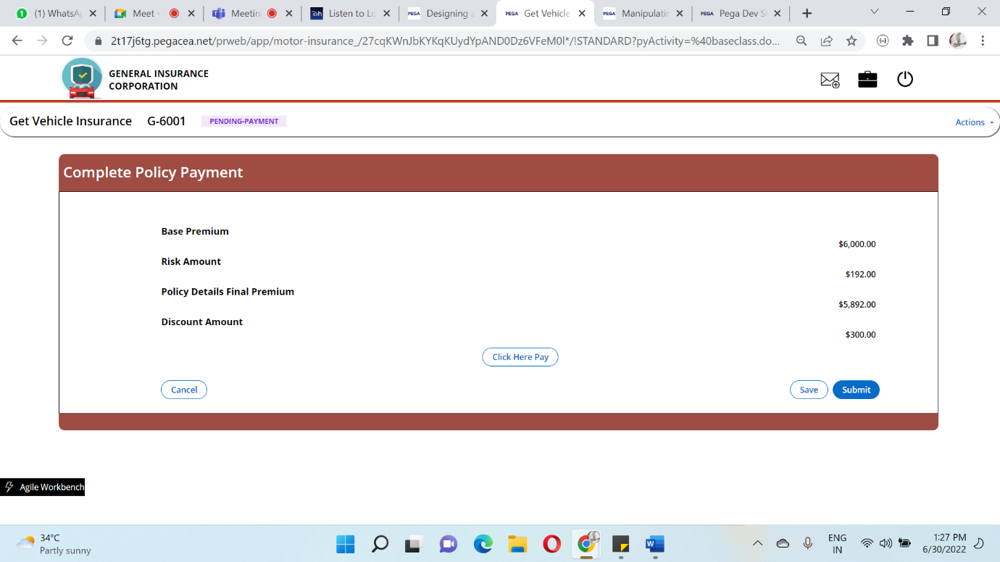 (1) WhatsA
Meet -
Meetin
Listen to Lo
Designing a
Get Vehicle
Manipulatin
Pega Dev S
2t17j6tg.pegacea.net/prweb/app/motor-insurance_/27cqKWnJbKYKqKUydYpAND0Dz6VFeM0l*/!STANDARD?pyActivity=%40baseclass.do...
GENERAL INSURANCE
CORPORATION
Get Vehicle Insurance G-6001 PENDING-PAYMENT Actions
Complete Policy Payment
Base Premium
$6,000.00
Risk Amount
$192.00
Policy Details Final Premium
$5,892.00
Discount Amount
$300.00
Click Here Pay
Cancel Save Submit
Agile Workbench
34°C
Partly sunny
ENG
IN
1:27 PM
6/30/2022